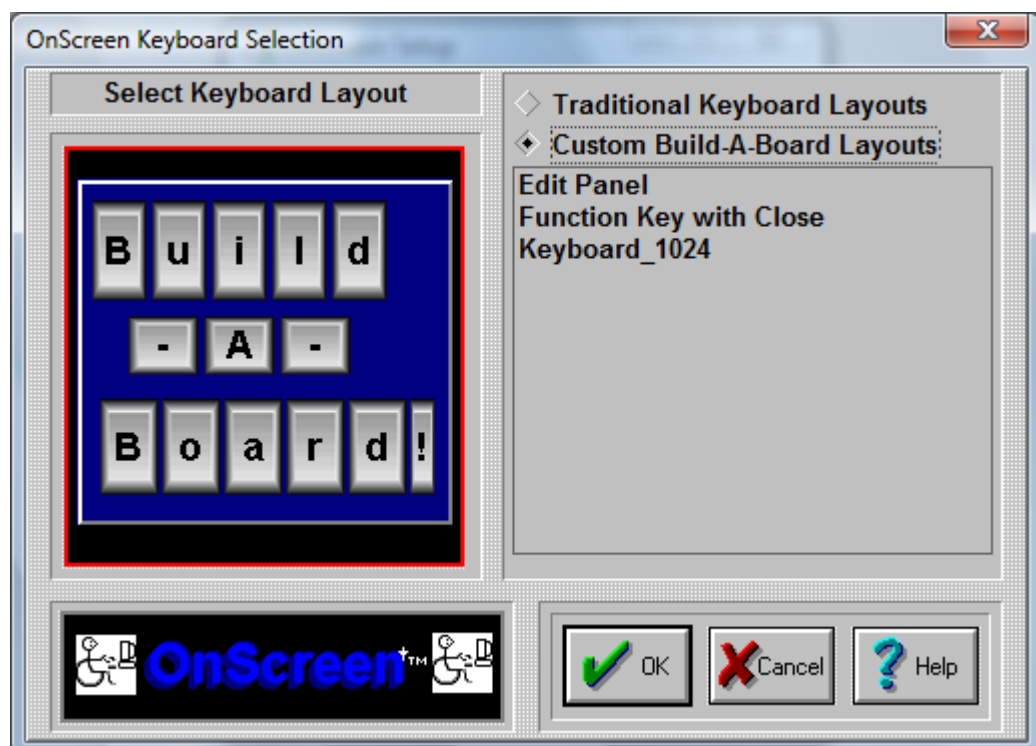 OnScreen Keyboard Selection
Select Keyboard Layout
B u i l d
- A -
B o a r d !
Traditional Keyboard Layouts
Custom Build-A-Board Layouts
Edit Panel
Function Key with Close
Keyboard_1024
OnScreen™
OK
Cancel
Help